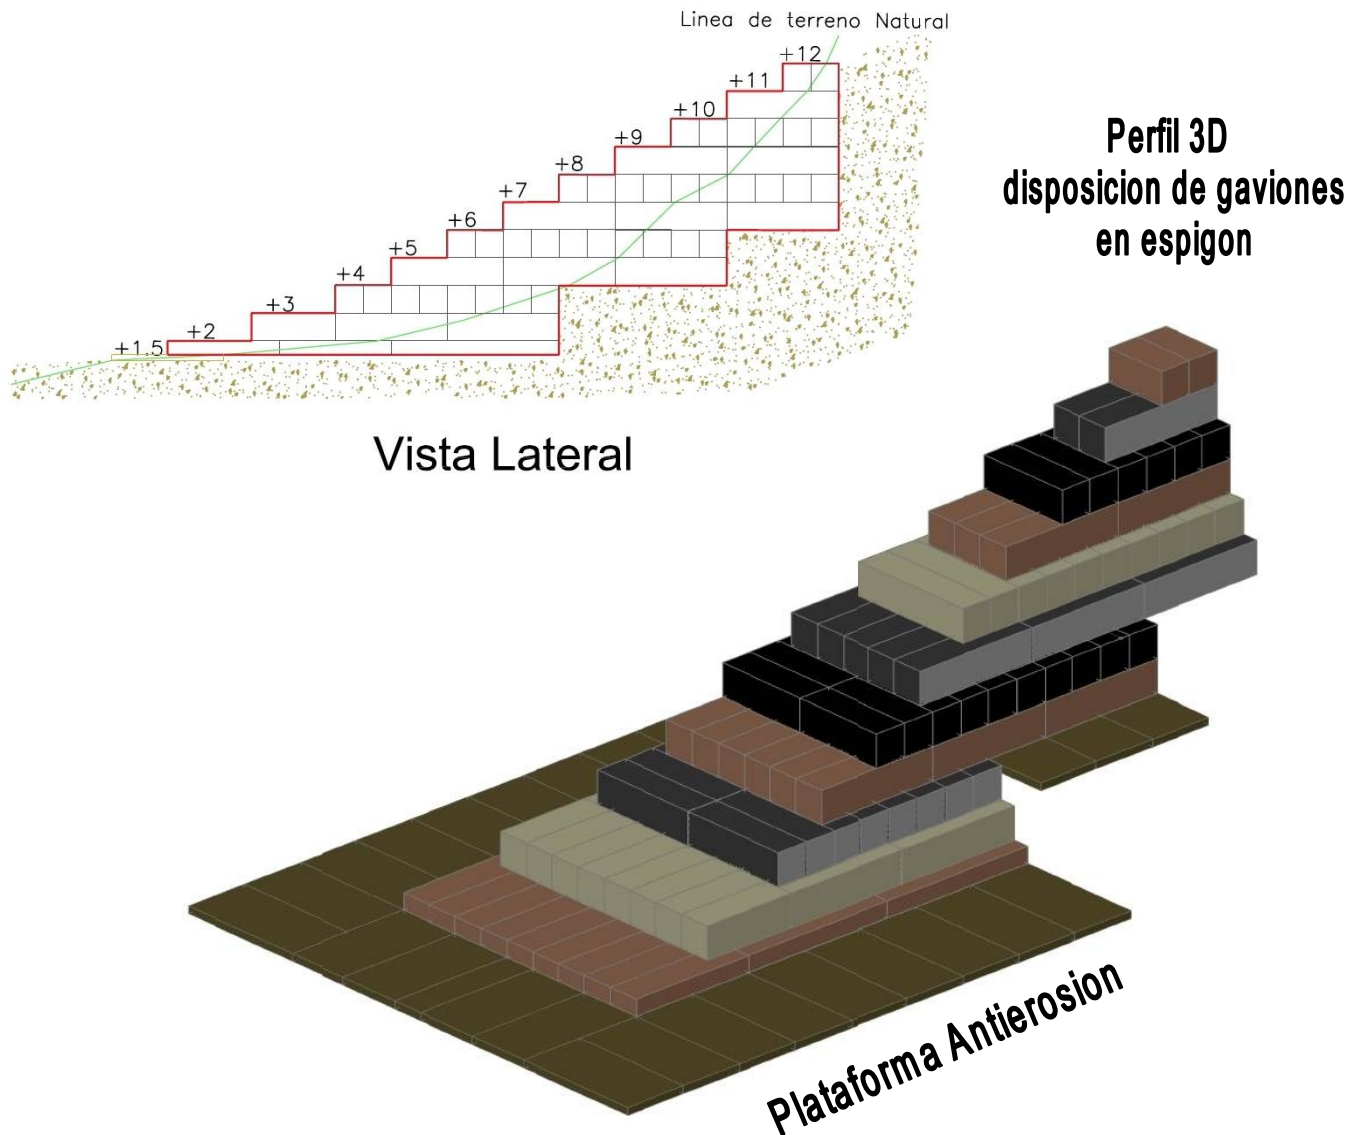 Linea de terreno Natural
+12
+11
+10
+9
+8
+7
+6
+5
+4
+3
+2
+1.5
Perfil 3D
disposicion de gaviones
en espigon
Vista Lateral
Plataforma Antierosion